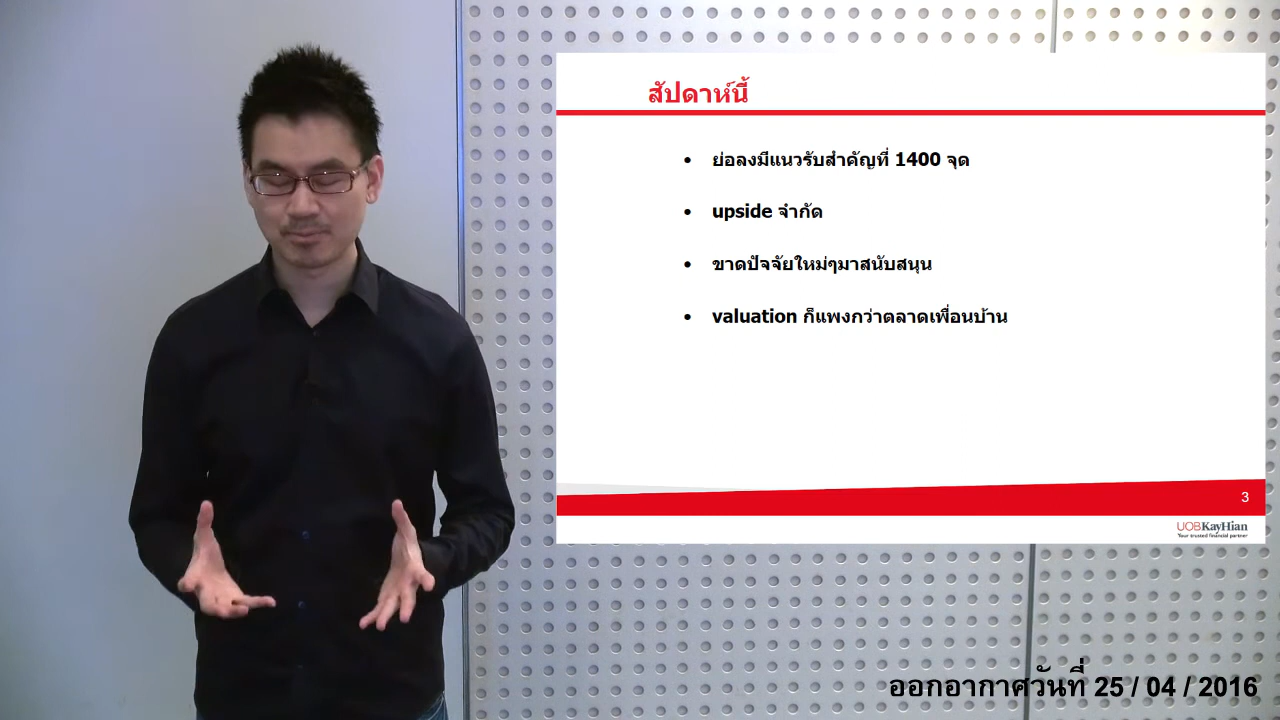 สัปดาห์นี้
• ย่อลงมีแนวรับสำคัญที่ 1400 จุด
• upside จำกัด
• ขาดปัจจัยใหม่ๆมาสนับสนุน
• valuation ก็แพงกว่าตลาดเพื่อนบ้าน
3
UOBKayHian
Your trusted financial partner
ออกอากาศวันที่ 25 / 04 / 2016